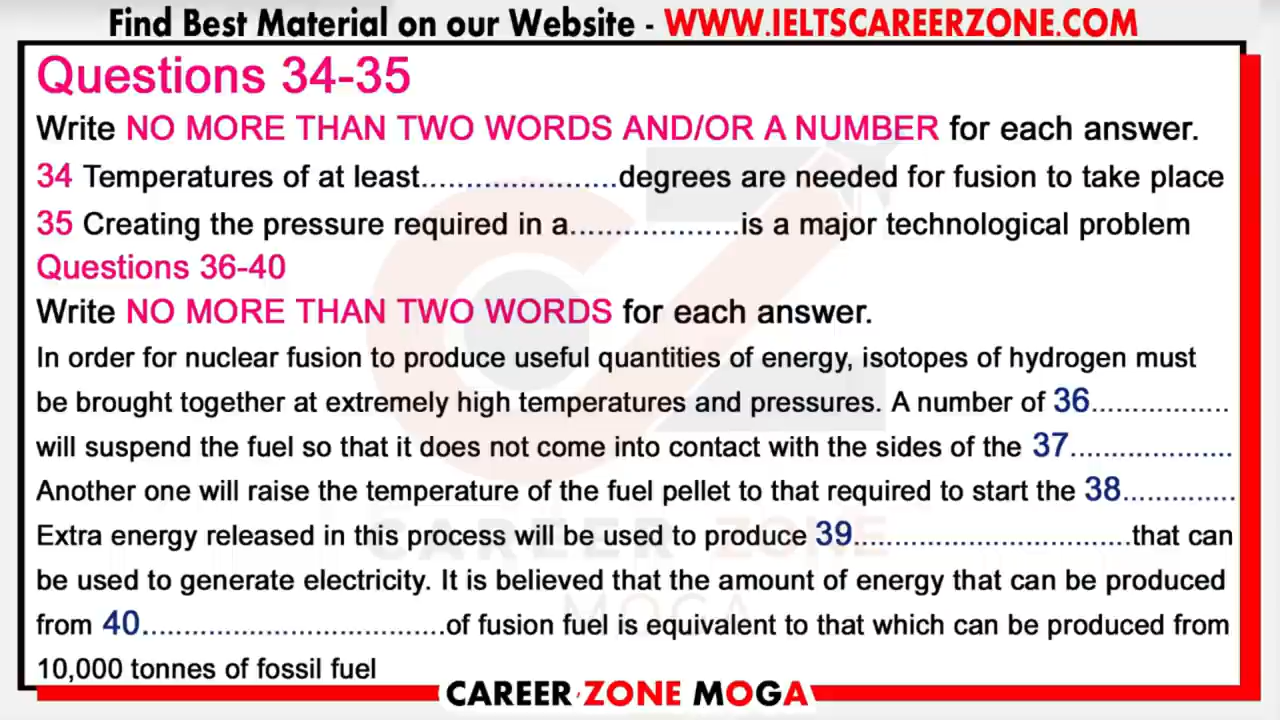 Find Best Material on our Website - WWW.IELTSCAREERZONE.COM
Questions 34-35
Write NO MORE THAN TWO WORDS AND/OR A NUMBER for each answer.
34 Temperatures of at least......................degrees are needed for fusion to take place
35 Creating the pressure required in a...................is a major technological problem
Questions 36-40
Write NO MORE THAN TWO WORDS for each answer.
In order for nuclear fusion to produce useful quantities of energy, isotopes of hydrogen must
be brought together at extremely high temperatures and pressures. A number of 36.................
will suspend the fuel so that it does not come into contact with the sides of the 37....................
Another one will raise the temperature of the fuel pellet to that required to start the 38..............
Extra energy released in this process will be used to produce 39..................................that can
be used to generate electricity. It is believed that the amount of energy that can be produced
from 40.....................................of fusion fuel is equivalent to that which can be produced from
10,000 tonnes of fossil fuel
CAREER ZONE
MOGA
CAREER ZONE MOGA